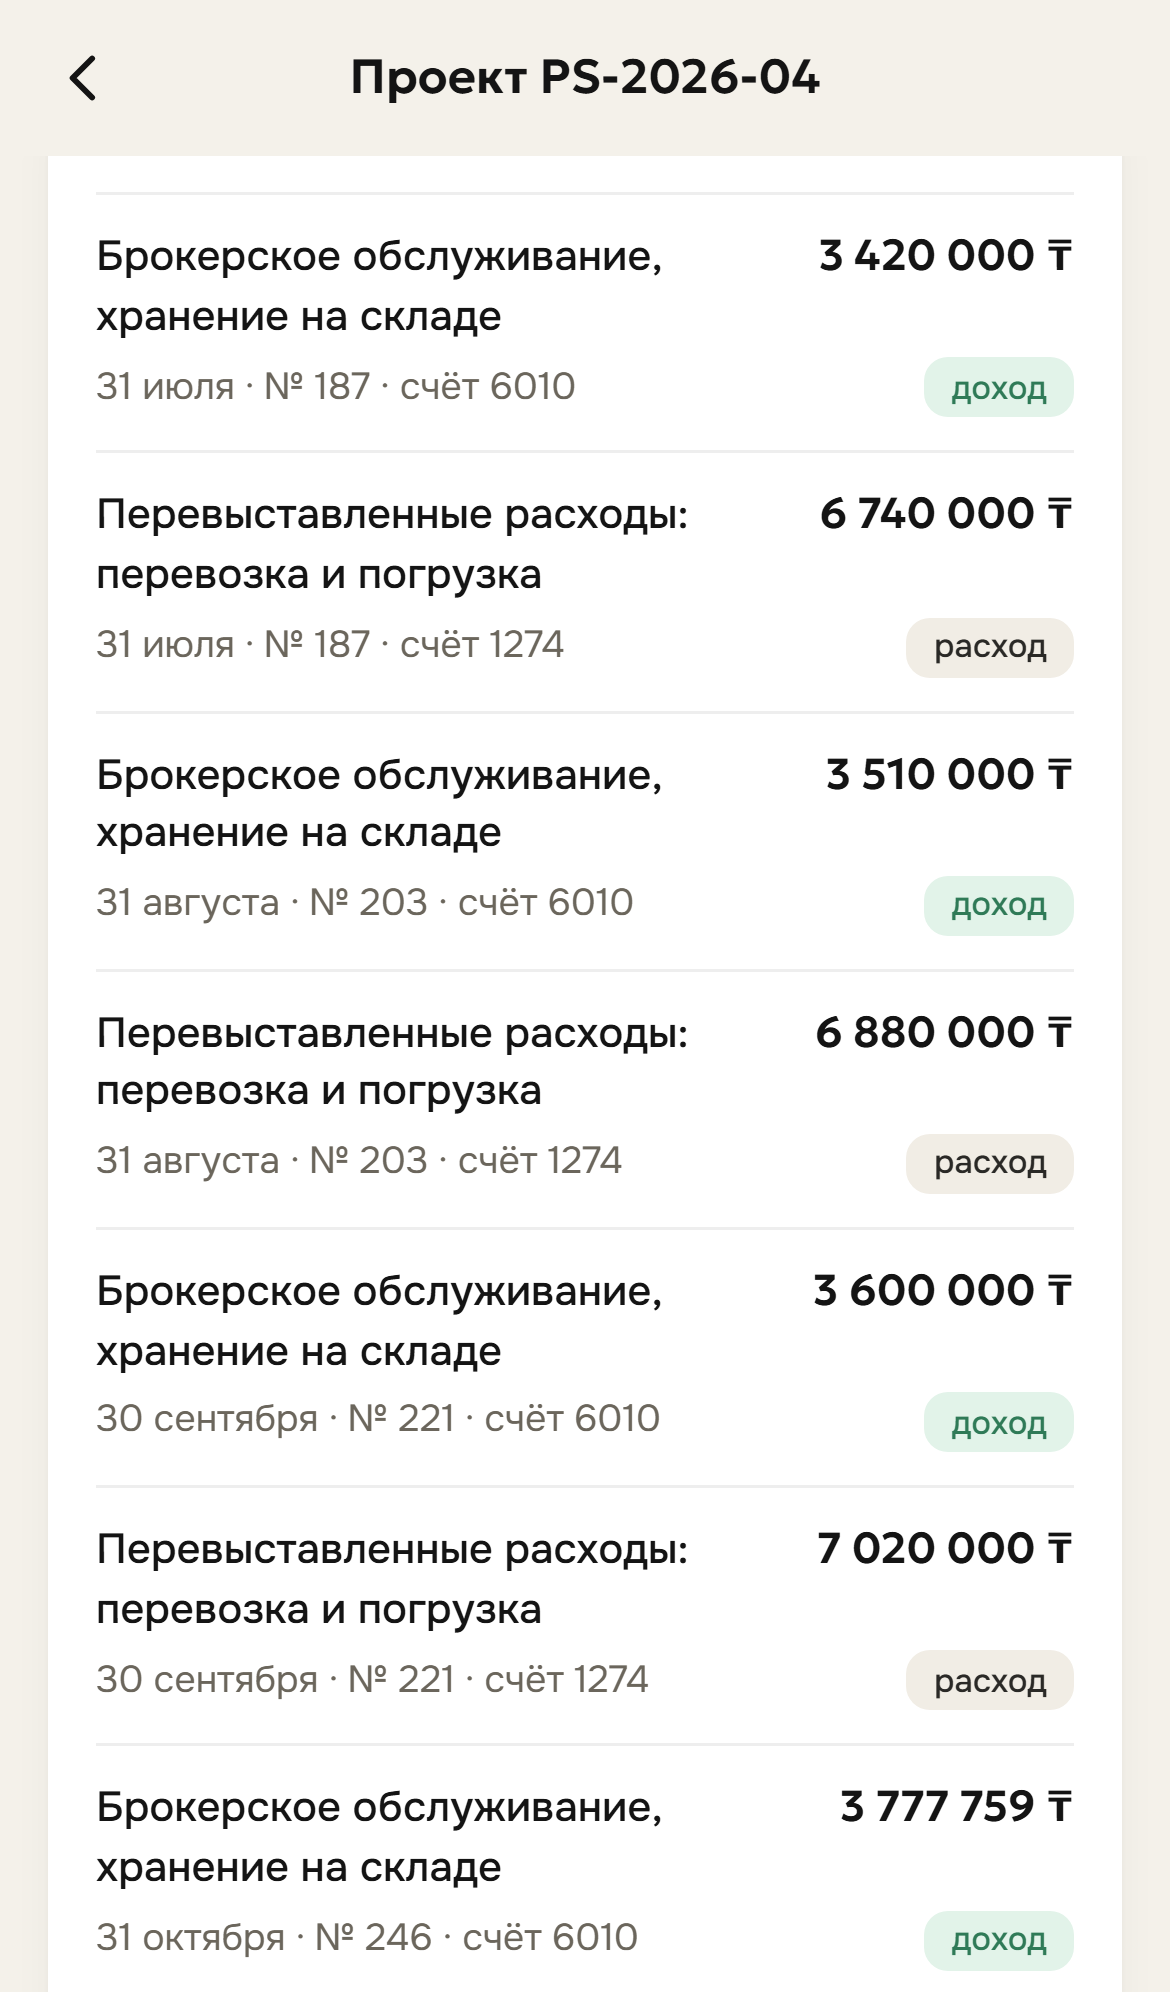 Проект PS-2026-04
Брокерское обслуживание, 3 420 000 ₸
хранение на складе
31 июля · № 187 · счёт 6010 доход
Перевыставленные расходы: 6 740 000 ₸
перевозка и погрузка
31 июля · № 187 · счёт 1274 расход
Брокерское обслуживание, 3 510 000 ₸
хранение на складе
31 августа · № 203 · счёт 6010 доход
Перевыставленные расходы: 6 880 000 ₸
перевозка и погрузка
31 августа · № 203 · счёт 1274 расход
Брокерское обслуживание, 3 600 000 ₸
хранение на складе
30 сентября · № 221 · счёт 6010 доход
Перевыставленные расходы: 7 020 000 ₸
перевозка и погрузка
30 сентября · № 221 · счёт 1274 расход
Брокерское обслуживание, 3 777 759 ₸
хранение на складе
31 октября · № 246 · счёт 6010 доход